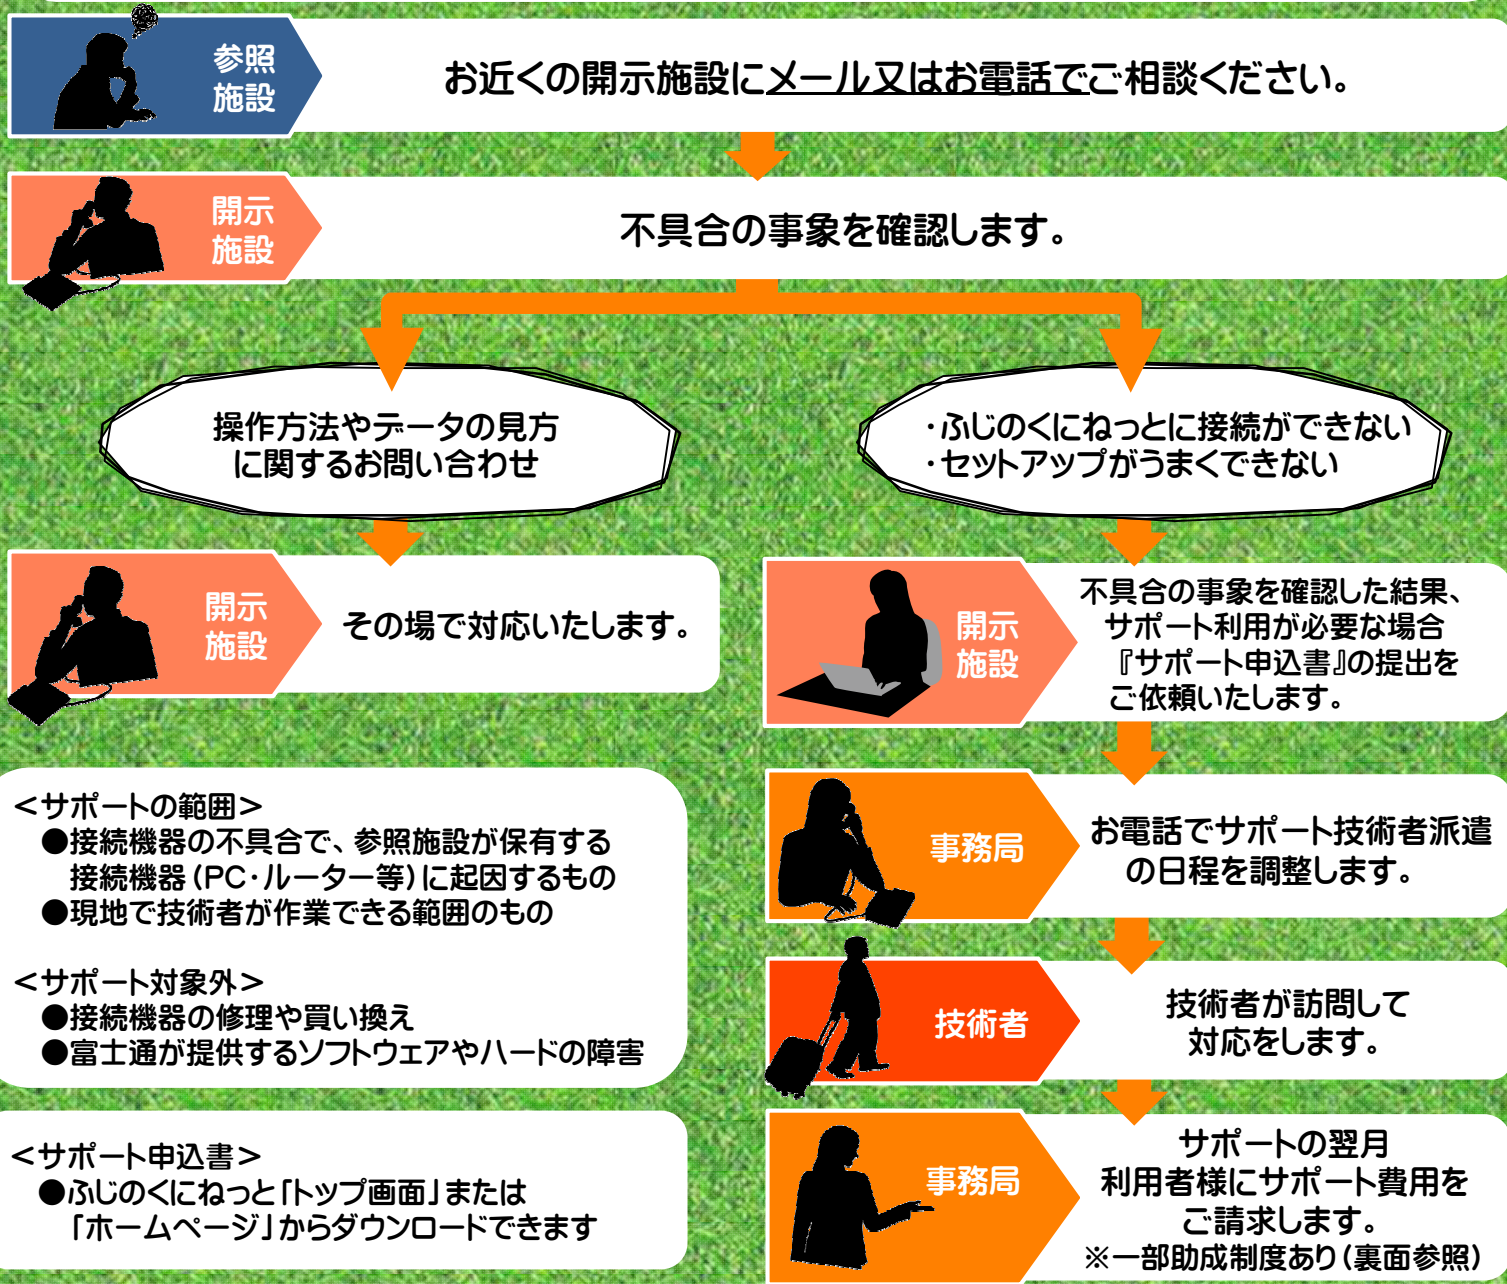 参照
施設
お近くの開示施設にメール又はお電話でご相談ください。
開示
施設
不具合の事象を確認します。
操作方法やデータの見方
に関するお問い合わせ
・ふじのくにねっとに接続ができない
・セットアップがうまくできない
開示
施設
その場で対応いたします。
開示
施設
不具合の事象を確認した結果、
サポート利用が必要な場合
『サポート申込書』の提出を
ご依頼いたします。
<サポートの範囲>
●接続機器の不具合で、参照施設が保有する
接続機器(PC・ルーター等)に起因するもの
●現地で技術者が作業できる範囲のもの
<サポート対象外>
●接続機器の修理や買い換え
●富士通が提供するソフトウェアやハードの障害
<サポート申込書>
●ふじのくにねっと「トップ画面」または
「ホームページ」からダウンロードできます
事務局
お電話でサポート技術者派遣
の日程を調整します。
技術者
技術者が訪問して
対応をします。
事務局
サポートの翌月
利用者様にサポート費用を
ご請求します。
※一部助成制度あり(裏面参照)